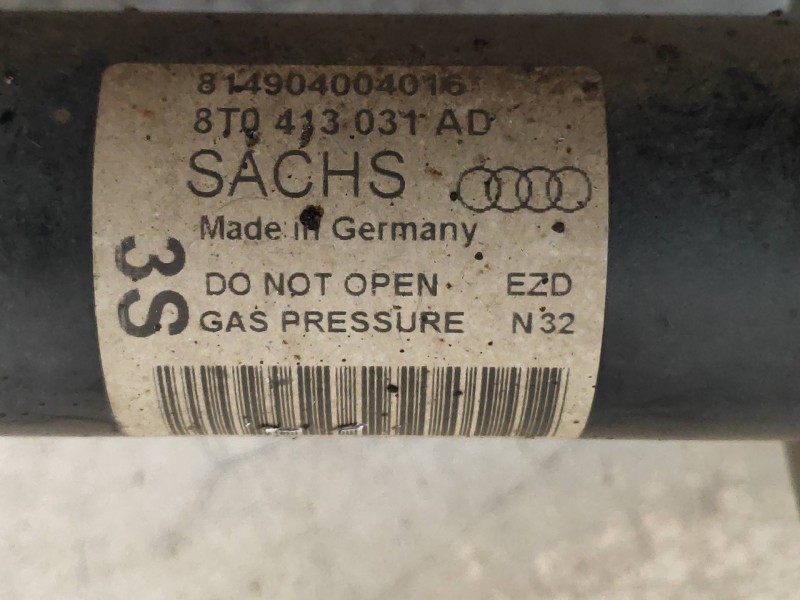 814904004016
8T0 413 031 AD
SACHS
Made in Germany
3S
DO NOT OPEN EZD
GAS PRESSURE N32